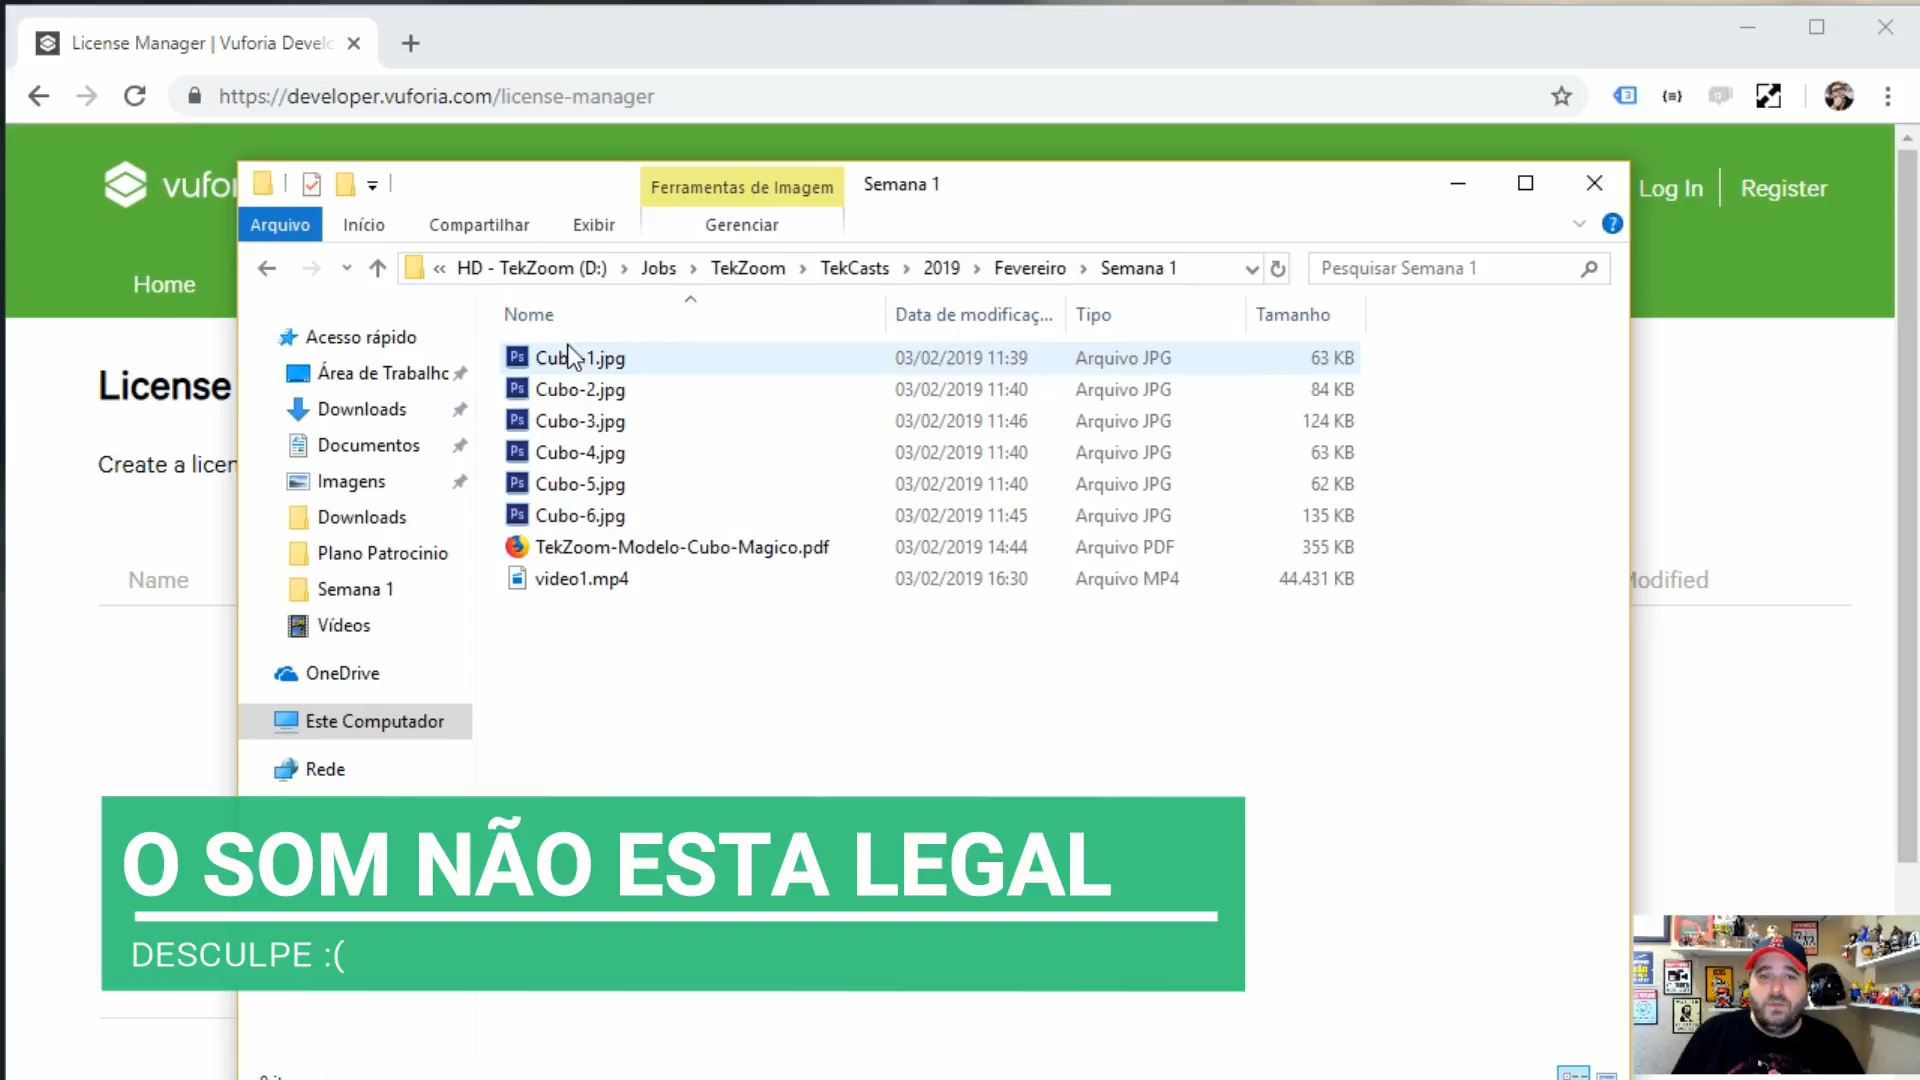 License Manager | Vuforia Develo
https://developer.vuforia.com/license-manager
vufo
Log In
Register
Home
License
Create a licen
Name
Modified
Ferramentas de Imagem
Semana 1
Arquivo
Início
Compartilhar
Exibir
Gerenciar
« HD - TekZoom (D:) › Jobs › TekZoom › TekCasts › 2019 › Fevereiro › Semana 1
Pesquisar Semana 1
Acesso rápido
Área de Trabalho
Downloads
Documentos
Imagens
Downloads
Plano Patrocinio
Semana 1
Vídeos
OneDrive
Este Computador
Rede
Nome Data de modificaç... Tipo Tamanho
Cubo-1.jpg 03/02/2019 11:39 Arquivo JPG 63 KB
Cubo-2.jpg 03/02/2019 11:40 Arquivo JPG 84 KB
Cubo-3.jpg 03/02/2019 11:46 Arquivo JPG 124 KB
Cubo-4.jpg 03/02/2019 11:40 Arquivo JPG 63 KB
Cubo-5.jpg 03/02/2019 11:40 Arquivo JPG 62 KB
Cubo-6.jpg 03/02/2019 11:45 Arquivo JPG 135 KB
TekZoom-Modelo-Cubo-Magico.pdf 03/02/2019 14:44 Arquivo PDF 355 KB
video1.mp4 03/02/2019 16:30 Arquivo MP4 44.431 KB
O SOM NÃO ESTA LEGAL
DESCULPE :(